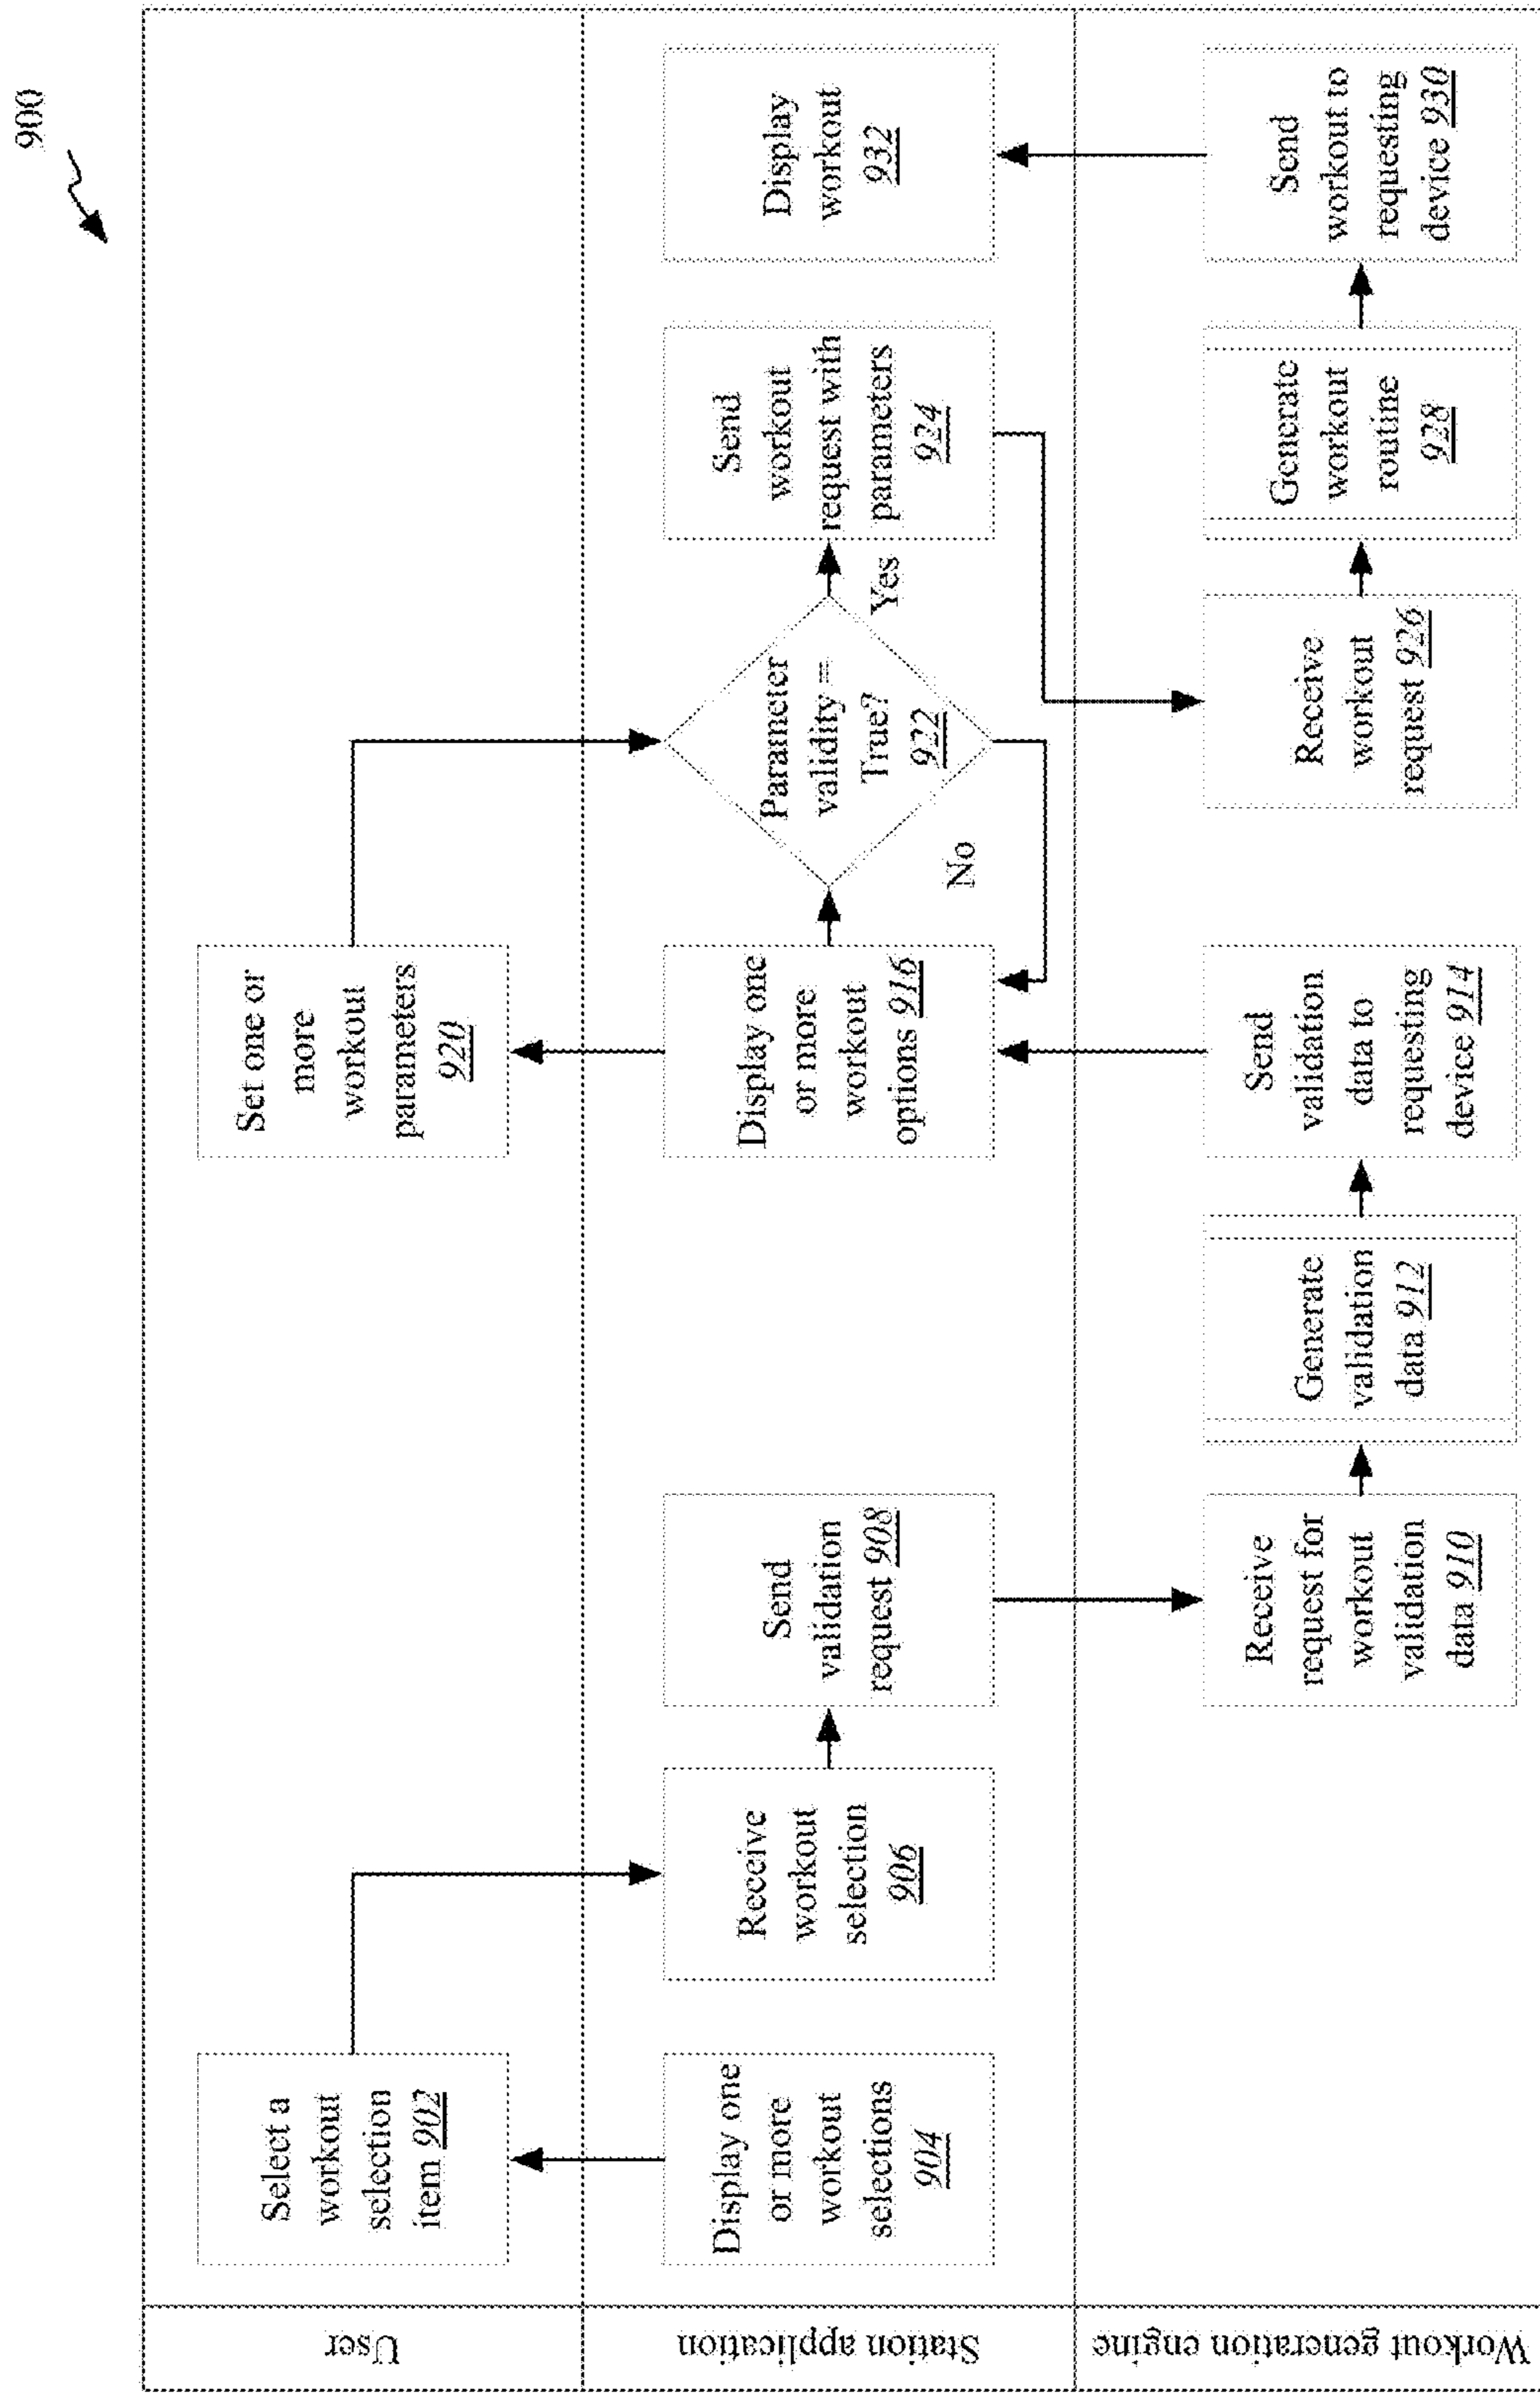 900
User
Select a
workout
selection
item 902
Set one or
more
workout
parameters
920
Station application
Display one
or more
workout
selections
904
Receive
workout
selection
906
Send
validation
request 908
Display one
or more
workout
options 916
Parameter
validity =
True?
922
No
Yes
Send
workout
request with
parameters
924
Display
workout
932
Workout generation engine
Receive
request for
workout
validation
data 910
Generate
validation
data 912
Send
validation
data to
requesting
device 914
Receive
workout
request 926
Generate
workout
routine
928
Send
workout to
requesting
device 930